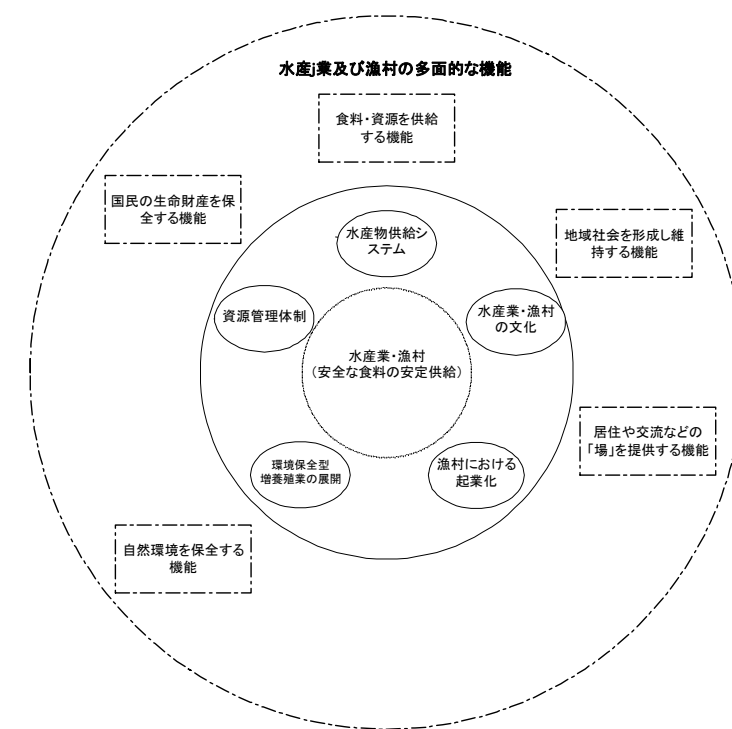 水産j業及び漁村の多面的な機能
食料・資源を供給
する機能
国民の生命財産を保
全する機能
地域社会を形成し維
持する機能
水産物供給シ
ステム
資源管理体制
水産業・漁村
の文化
水産業・漁村
（安全な食料の安定供給）
居住や交流などの
「場」を提供する機能
環境保全型
増養殖業の展開
漁村における
起業化
自然環境を保全する
機能